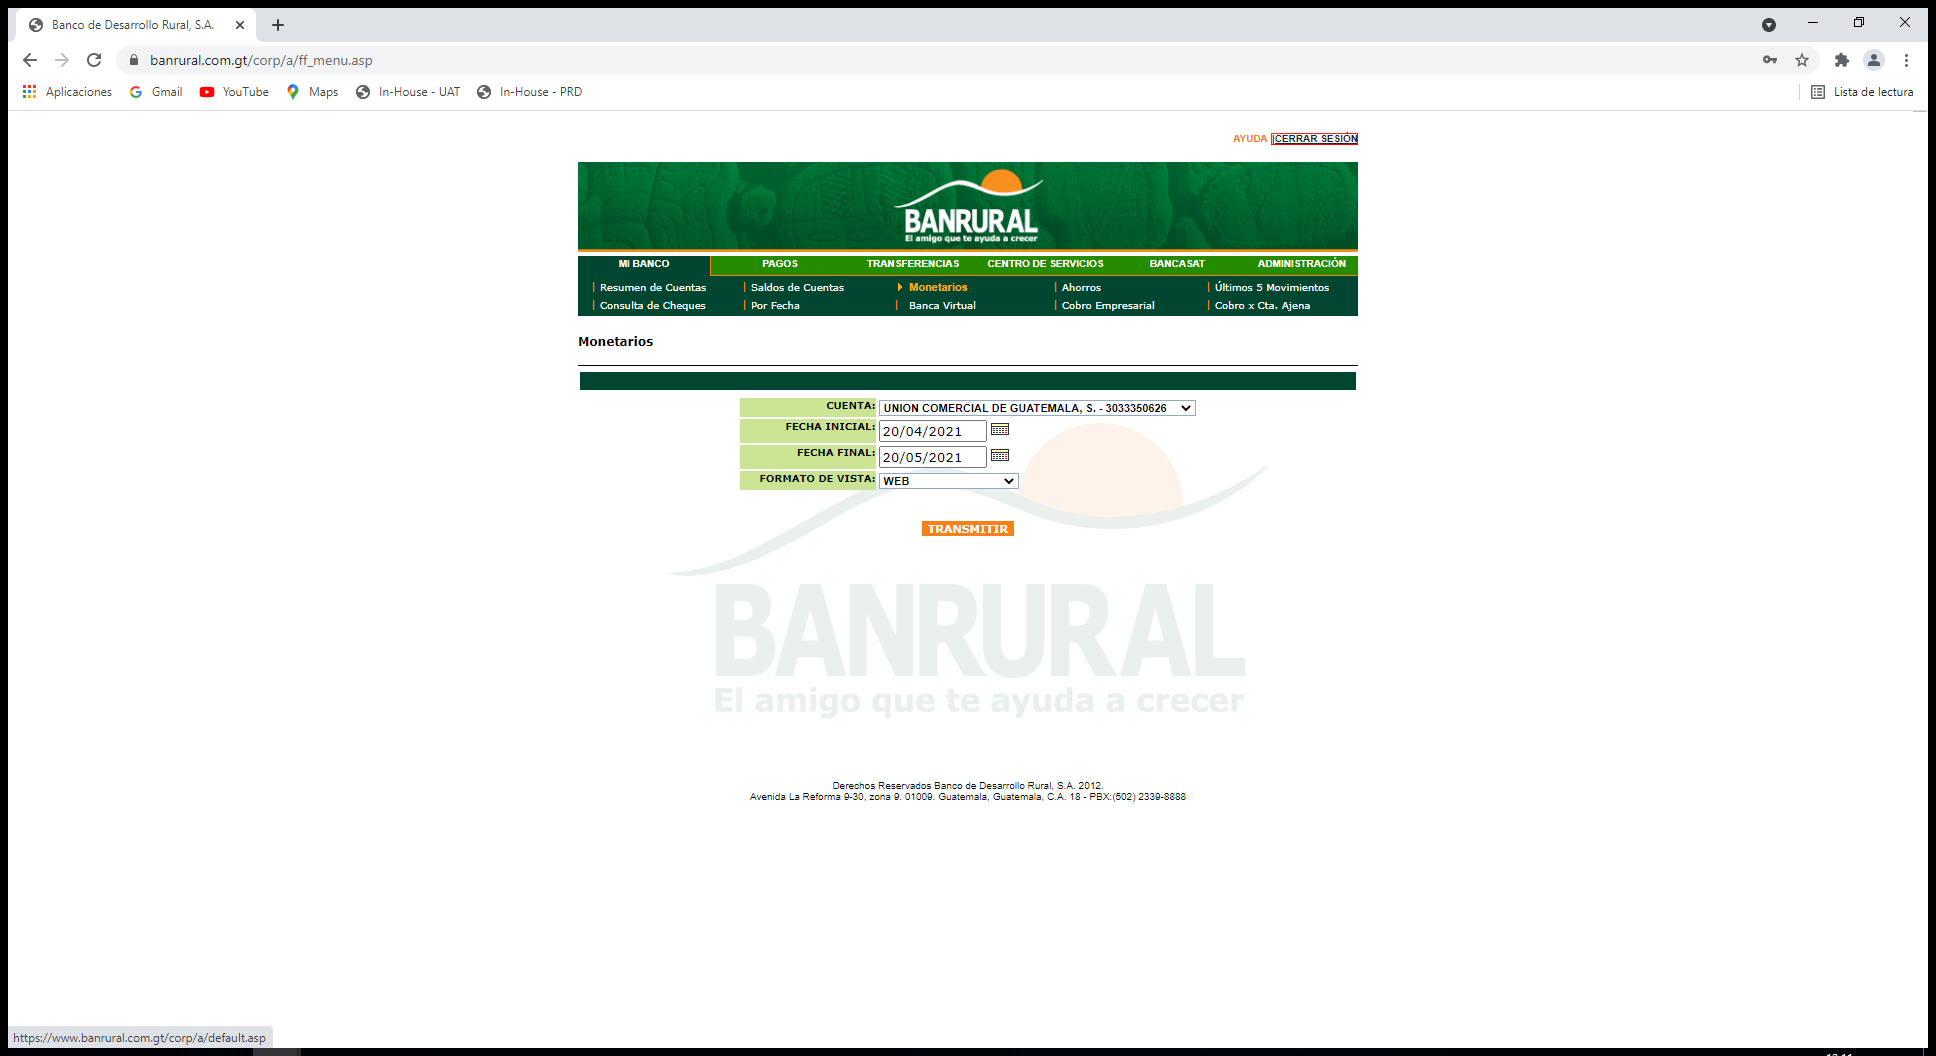 Banco de Desarrollo Rural, S.A.
banrural.com.gt/corp/a/ff_menu.asp
Aplicaciones Gmail YouTube Maps In-House - UAT In-House - PRD Lista de lectura
AYUDA |CERRAR SESIÓN
BANRURAL
El amigo que te ayuda a crecer
MI BANCO PAGOS TRANSFERENCIAS CENTRO DE SERVICIOS BANCASAT ADMINISTRACIÓN
| Resumen de Cuentas | Saldos de Cuentas Monetarios | Ahorros | Últimos 5 Movimientos
| Consulta de Cheques | Por Fecha | Banca Virtual | Cobro Empresarial | Cobro x Cta. Ajena
Monetarios
CUENTA: UNION COMERCIAL DE GUATEMALA, S. - 3033350626
FECHA INICIAL: 20/04/2021
FECHA FINAL: 20/05/2021
FORMATO DE VISTA: WEB
TRANSMITIR
BANRURAL
El amigo que te ayuda a crecer
Derechos Reservados Banco de Desarrollo Rural, S.A. 2012.
Avenida La Reforma 9-30, zona 9. 01009. Guatemala, Guatemala, C.A. 18 - PBX:(502) 2339-8888
https://www.banrural.com.gt/corp/a/default.asp